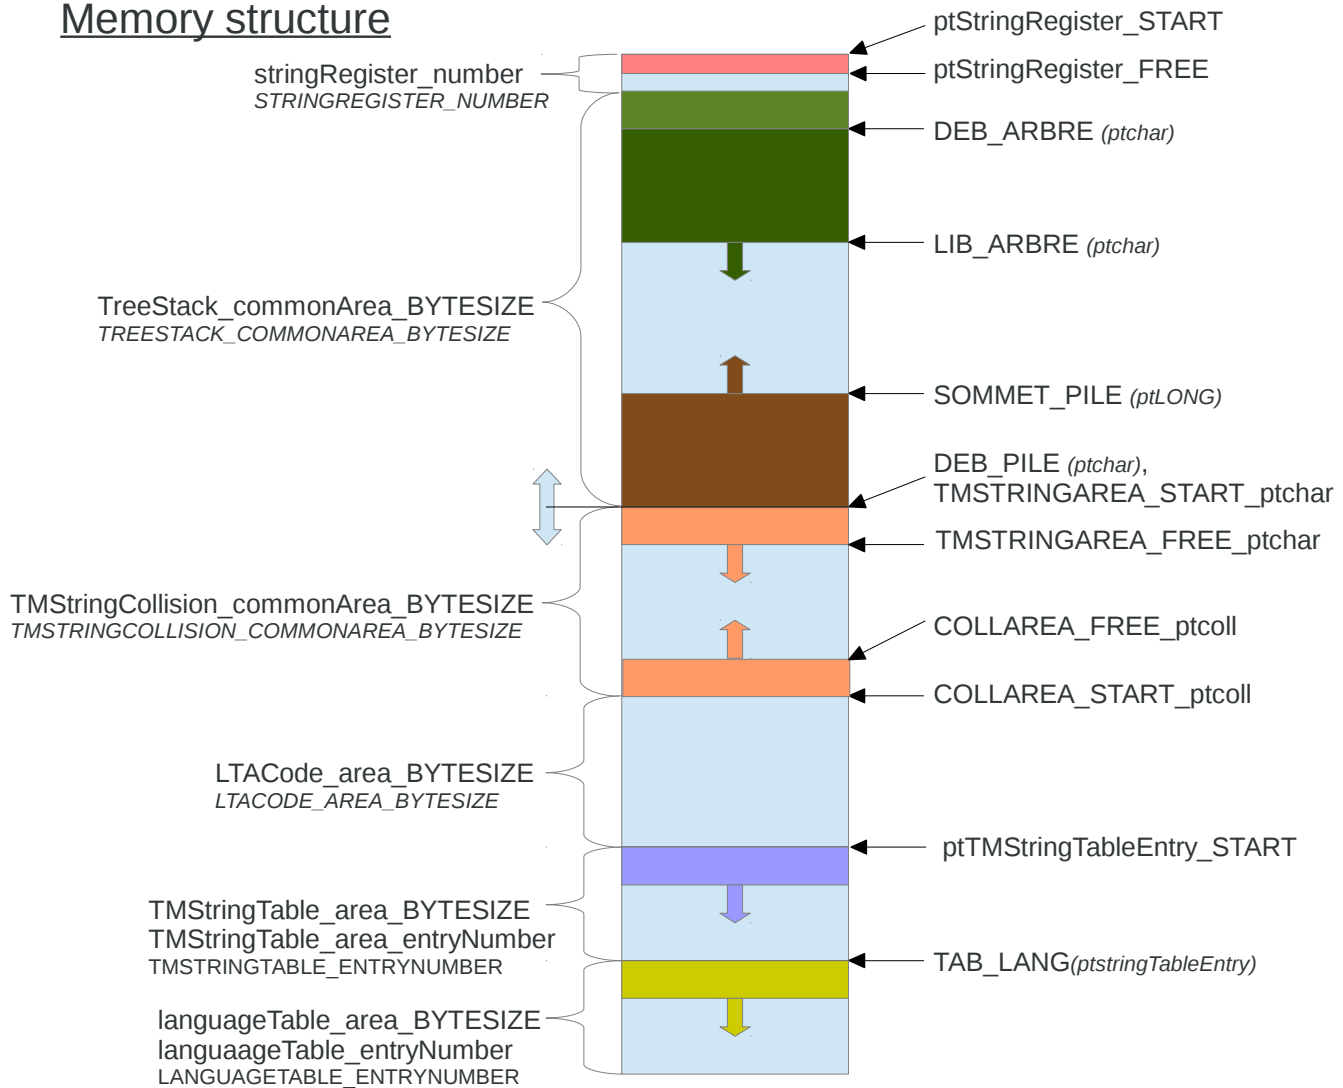 Memory structure
stringRegister_number
STRINGREGISTER_NUMBER
TreeStack_commonArea_BYTESIZE
TREESTACK_COMMONAREA_BYTESIZE
TMStringCollision_commonArea_BYTESIZE
TMSTRINGCOLLISION_COMMONAREA_BYTESIZE
LTACode_area_BYTESIZE
LTACODE_AREA_BYTESIZE
TMStringTable_area_BYTESIZE
TMStringTable_area_entryNumber
TMSTRINGTABLE_ENTRYNUMBER
languageTable_area_BYTESIZE
languaageTable_entryNumber
LANGUAGETABLE_ENTRYNUMBER
ptStringRegister_START
ptStringRegister_FREE
DEB_ARBRE (ptchar)
LIB_ARBRE (ptchar)
SOMMET_PILE (ptLONG)
DEB_PILE (ptchar),
TMSTRINGAREA_START_ptchar
TMSTRINGAREA_FREE_ptchar
COLLAREA_FREE_ptcoll
COLLAREA_START_ptcoll
ptTMStringTableEntry_START
TAB_LANG(ptstringTableEntry)